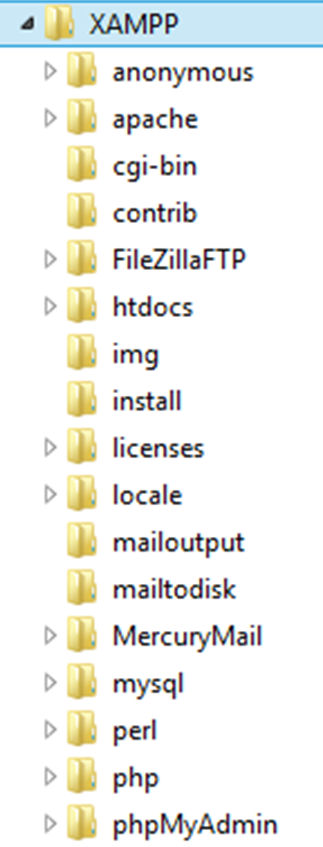 XAMPP
anonymous
apache
cgi-bin
contrib
FileZillaFTP
htdocs
img
install
licenses
locale
mailoutput
mailtodisk
MercuryMail
mysql
perl
php
phpMyAdmin